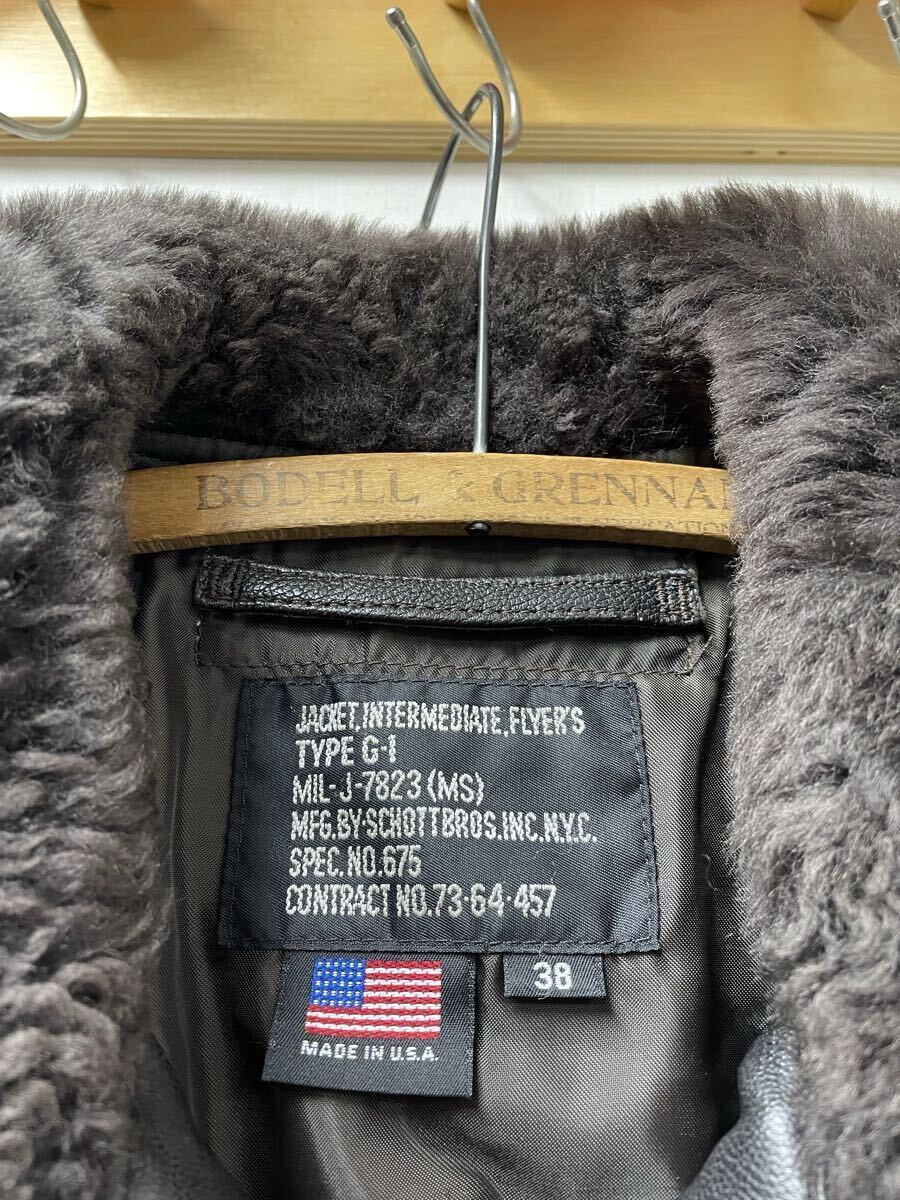 BODELL & GRENNA
JACKET, INTERMEDIATE, FLYER'S
TYPE G-1
MIL-J-7823 (MS)
MFG.BY-SCHOTT BROS.INC.N.Y.C.
SPEC.NO.675
CONTRACT NO.73-64-457
38
MADE IN U.S.A.